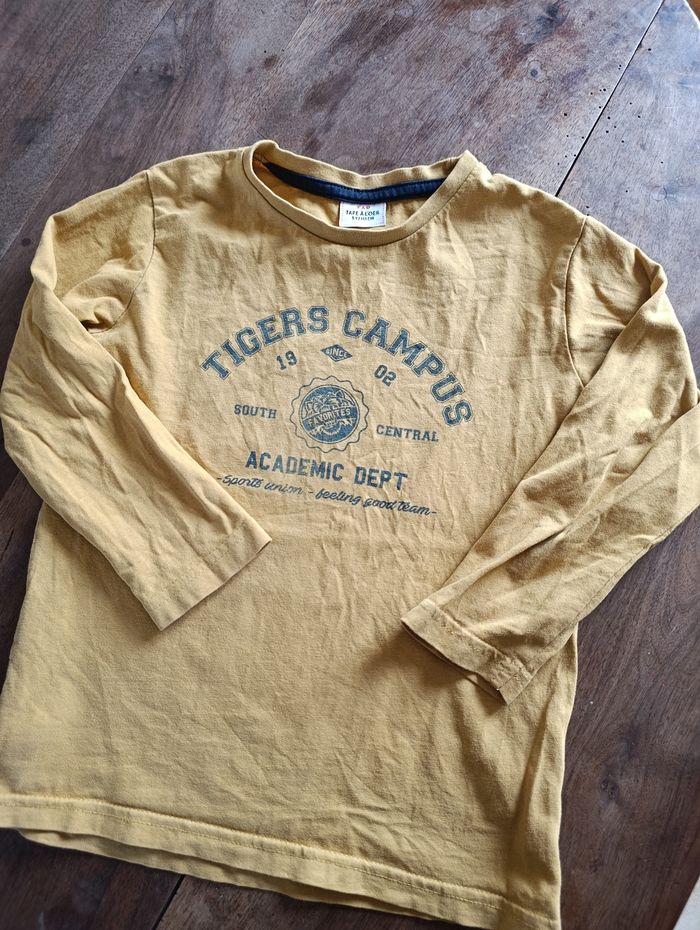 TAPE A L'OEIL
TIGERS CAMPUS
SINCE
19 02
FAVORITES
SOUTH CENTRAL
ACADEMIC DEPT
-Sports union - feeling good team-